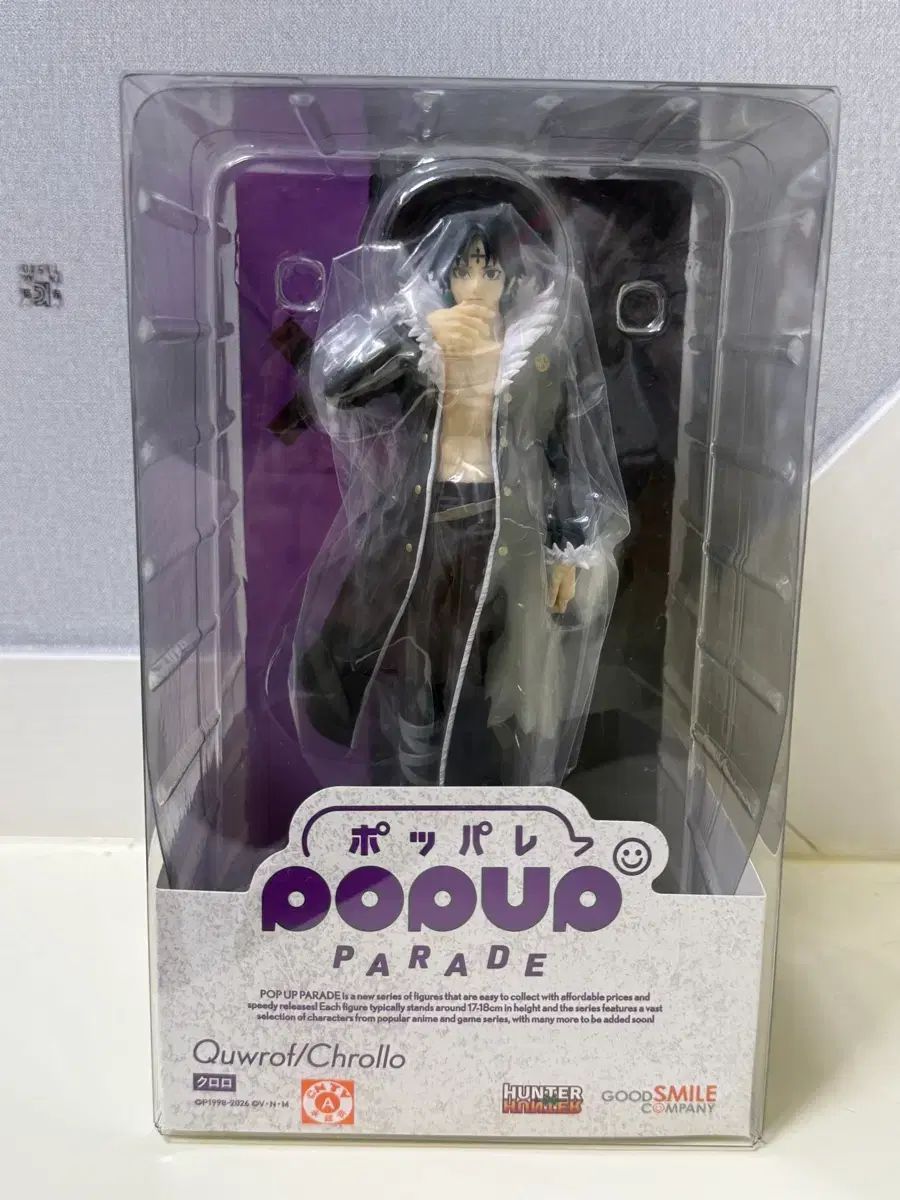 ポップパレ
POPUP
PARADE
POP UP PARADE is a new series of figures that are easy to collect with affordable prices and
speedy releases! Each figure typically stands around 17-18cm in height and the series features a vast
selection of characters from popular anime and game series, with many more to be added soon!
Quwrof/Chrollo
クロロ
©P1998-2026 ©V・N・M
A
HUNTER
HUNTER
GOODSMILE
COMPANY